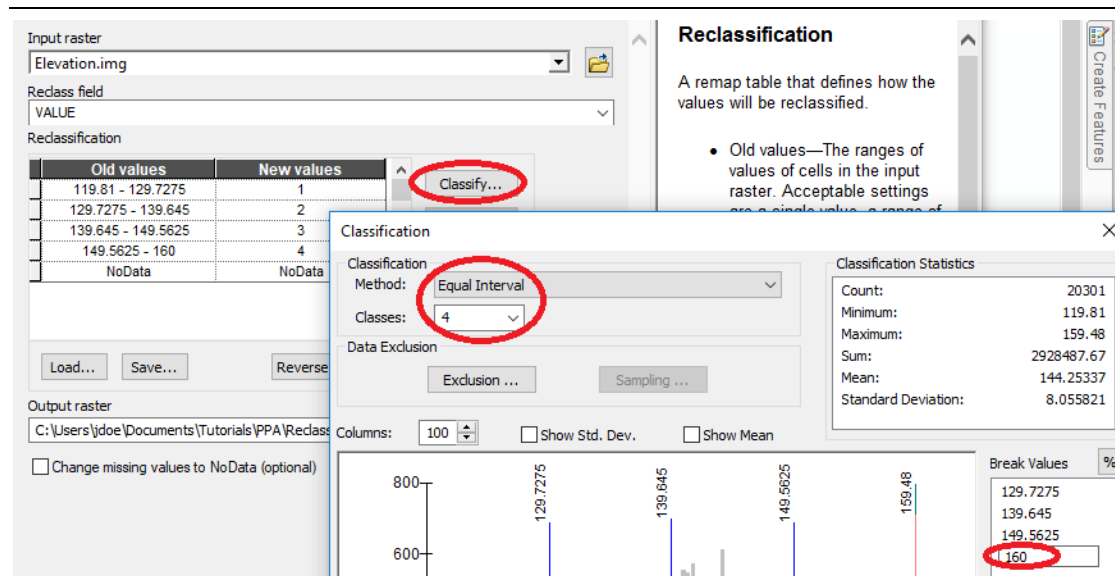 Input raster
Elevation.img
Reclass field
VALUE
Reclassification
Old values New values
119.81 - 129.7275 1
129.7275 - 139.645 2
139.645 - 149.5625 3
149.5625 - 160 4
NoData NoData
Classify...
Load... Save... Reverse
Output raster
C:\Users\jdoe\Documents\Tutorials\PPA\Reclass
Change missing values to NoData (optional)
Reclassification
A remap table that defines how the
values will be reclassified.
• Old values—The ranges of
values of cells in the input
raster. Acceptable settings
are a single value, a range of
Create Features
Classification
Classification
Method: Equal Interval
Classes: 4
Data Exclusion
Exclusion ... Sampling ...
Classification Statistics
Count: 20301
Minimum: 119.81
Maximum: 159.48
Sum: 2928487.67
Mean: 144.25337
Standard Deviation: 8.055821
Columns: 100 Show Std. Dev. Show Mean
800
600
129.7275
139.645
149.5625
159.48
Break Values %
129.7275
139.645
149.5625
160